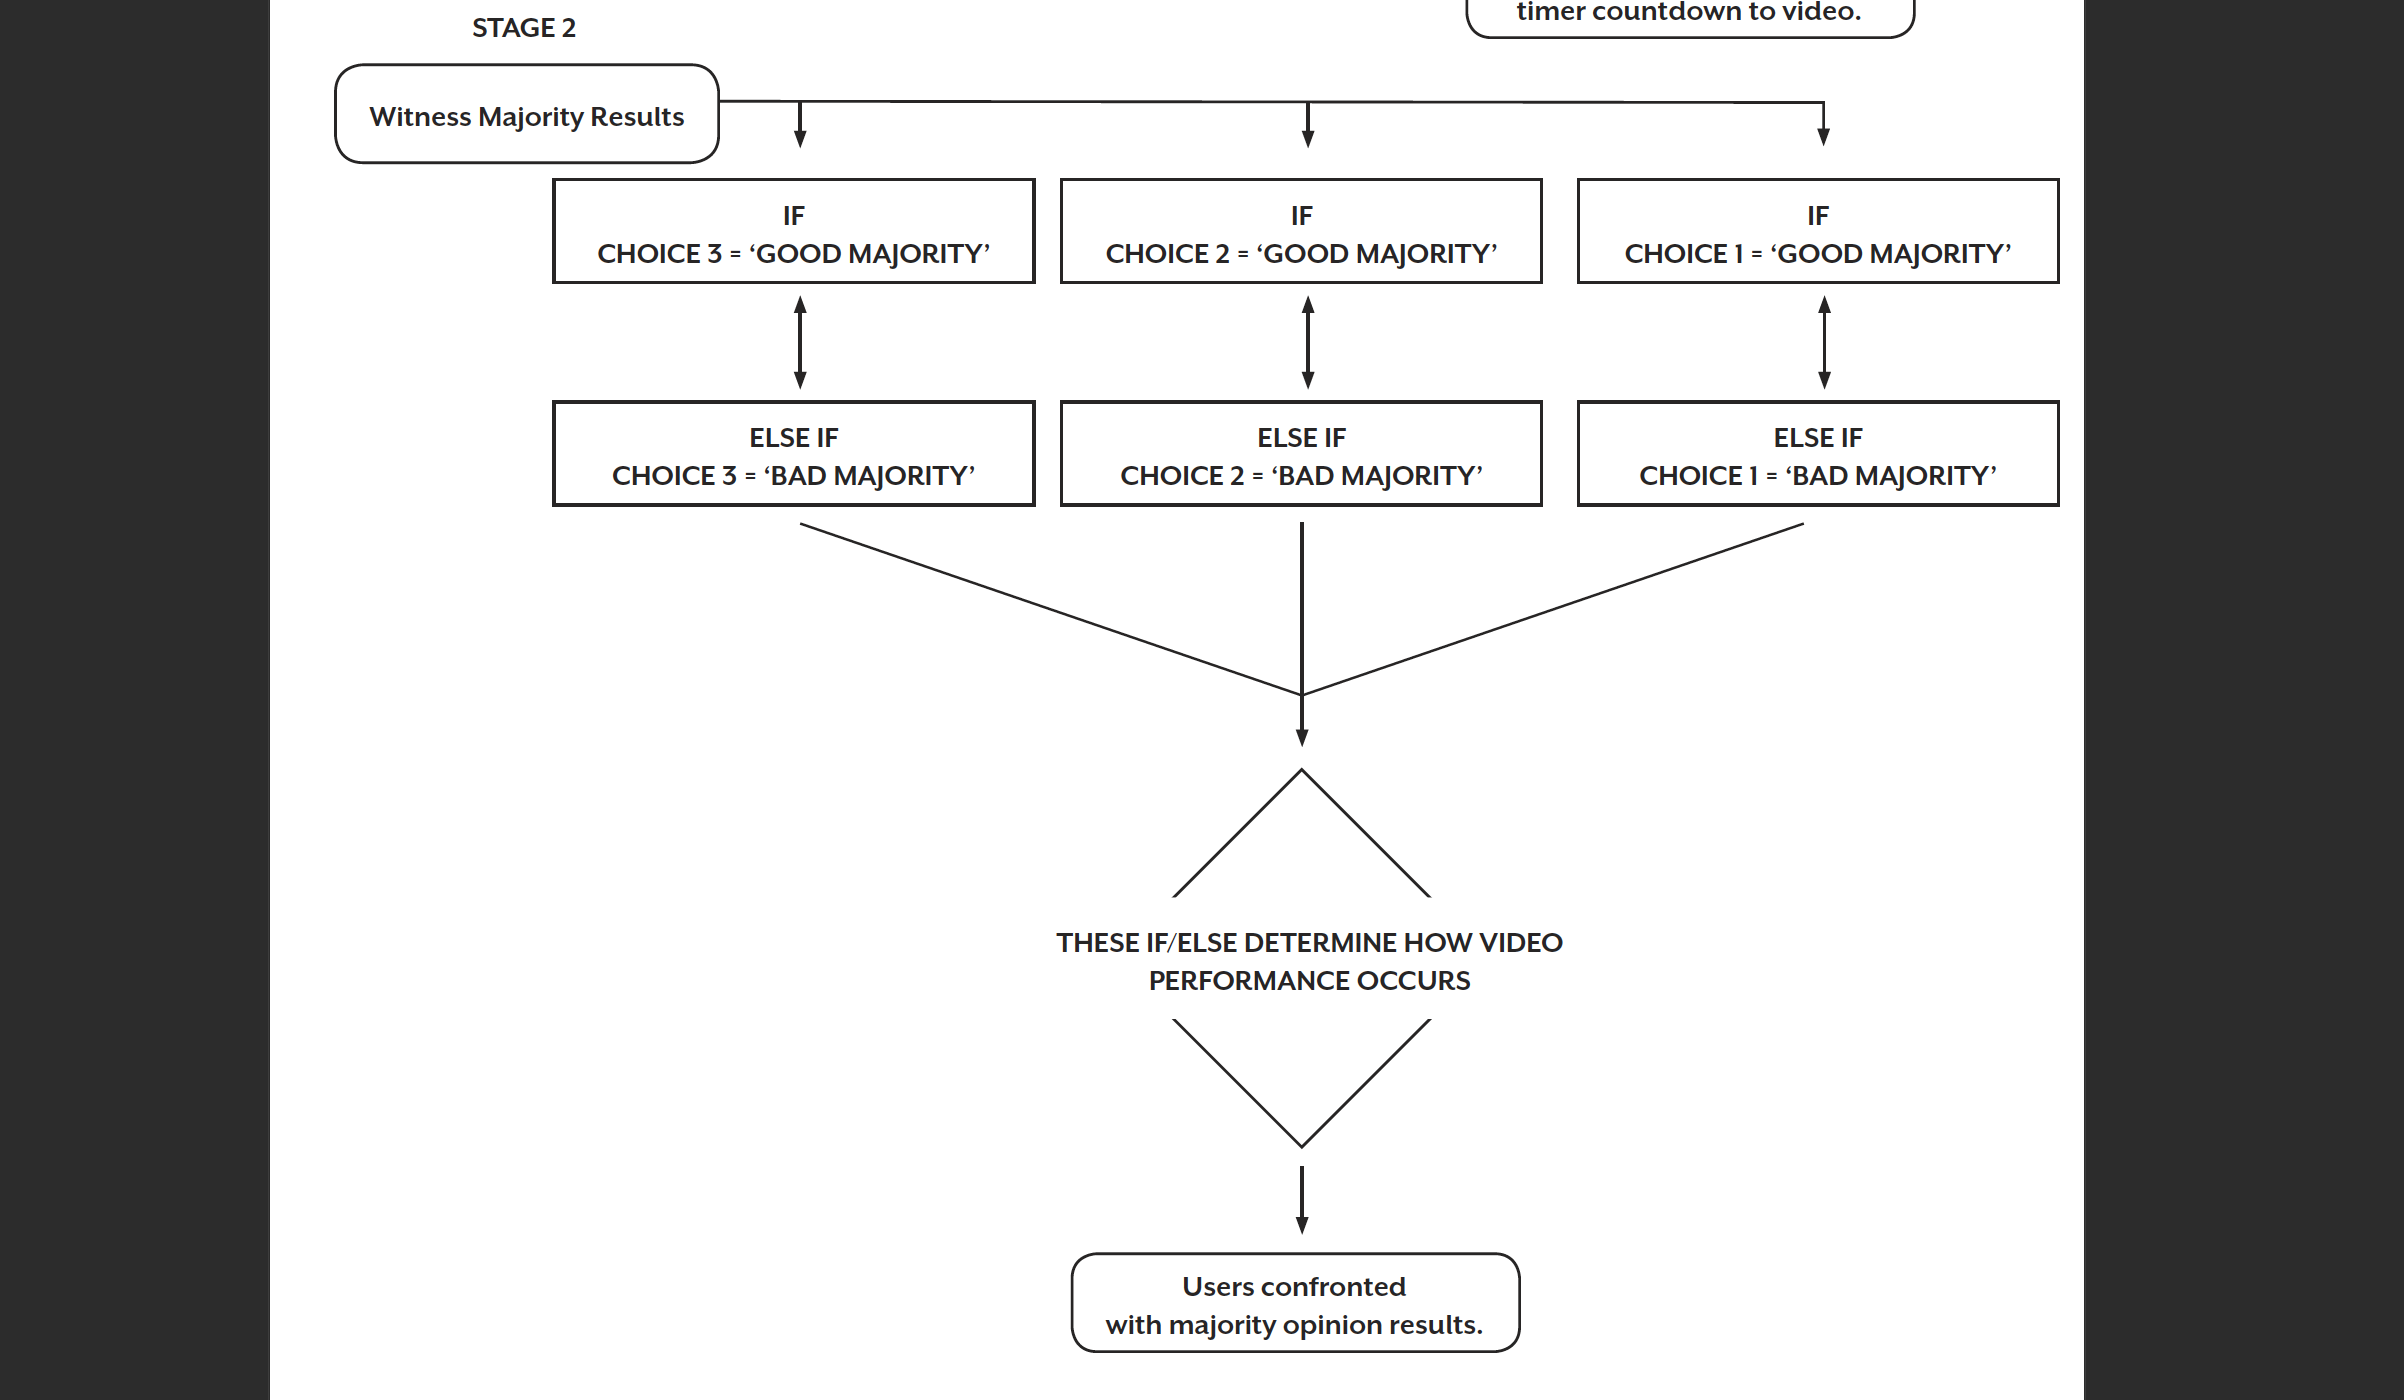 timer countdown to video.
STAGE 2
Witness Majority Results
IF
CHOICE 3 = ‘GOOD MAJORITY’
IF
CHOICE 2 = ‘GOOD MAJORITY’
IF
CHOICE 1 = ‘GOOD MAJORITY’
ELSE IF
CHOICE 3 = ‘BAD MAJORITY’
ELSE IF
CHOICE 2 = ‘BAD MAJORITY’
ELSE IF
CHOICE 1 = ‘BAD MAJORITY’
THESE IF/ELSE DETERMINE HOW VIDEO
PERFORMANCE OCCURS
Users confronted
with majority opinion results.